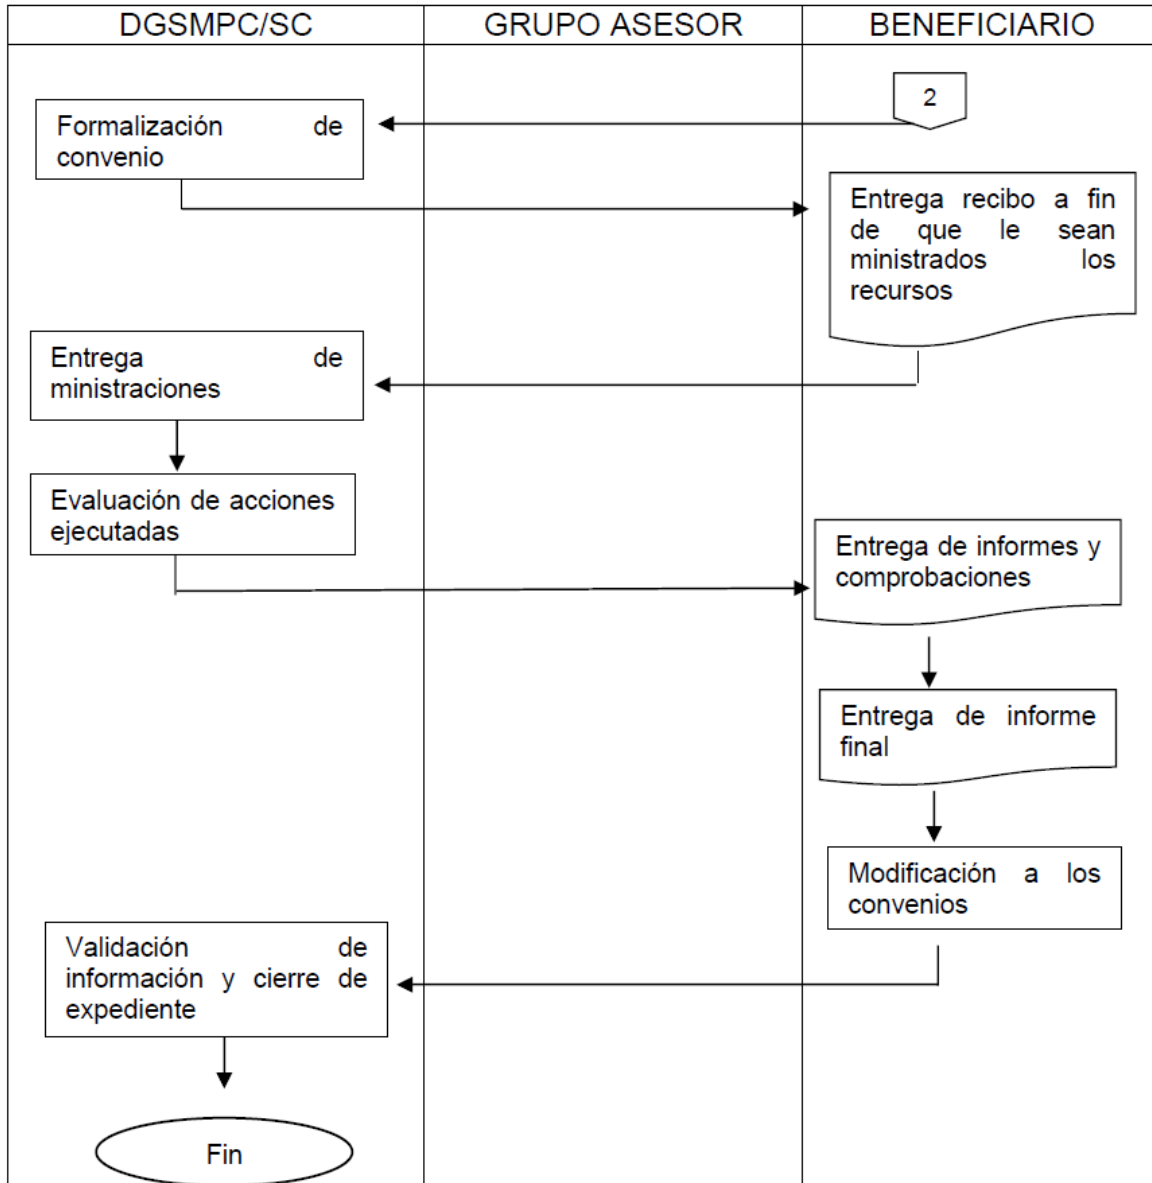 DGSMPC/SC
GRUPO ASESOR
BENEFICIARIO
2
Formalización de
convenio
Entrega recibo a fin
de que le sean
ministrados los
recursos
Entrega de
ministraciones
Evaluación de acciones
ejecutadas
Entrega de informes y
comprobaciones
Entrega de informe
final
Modificación a los
convenios
Validación de
información y cierre de
expediente
Fin